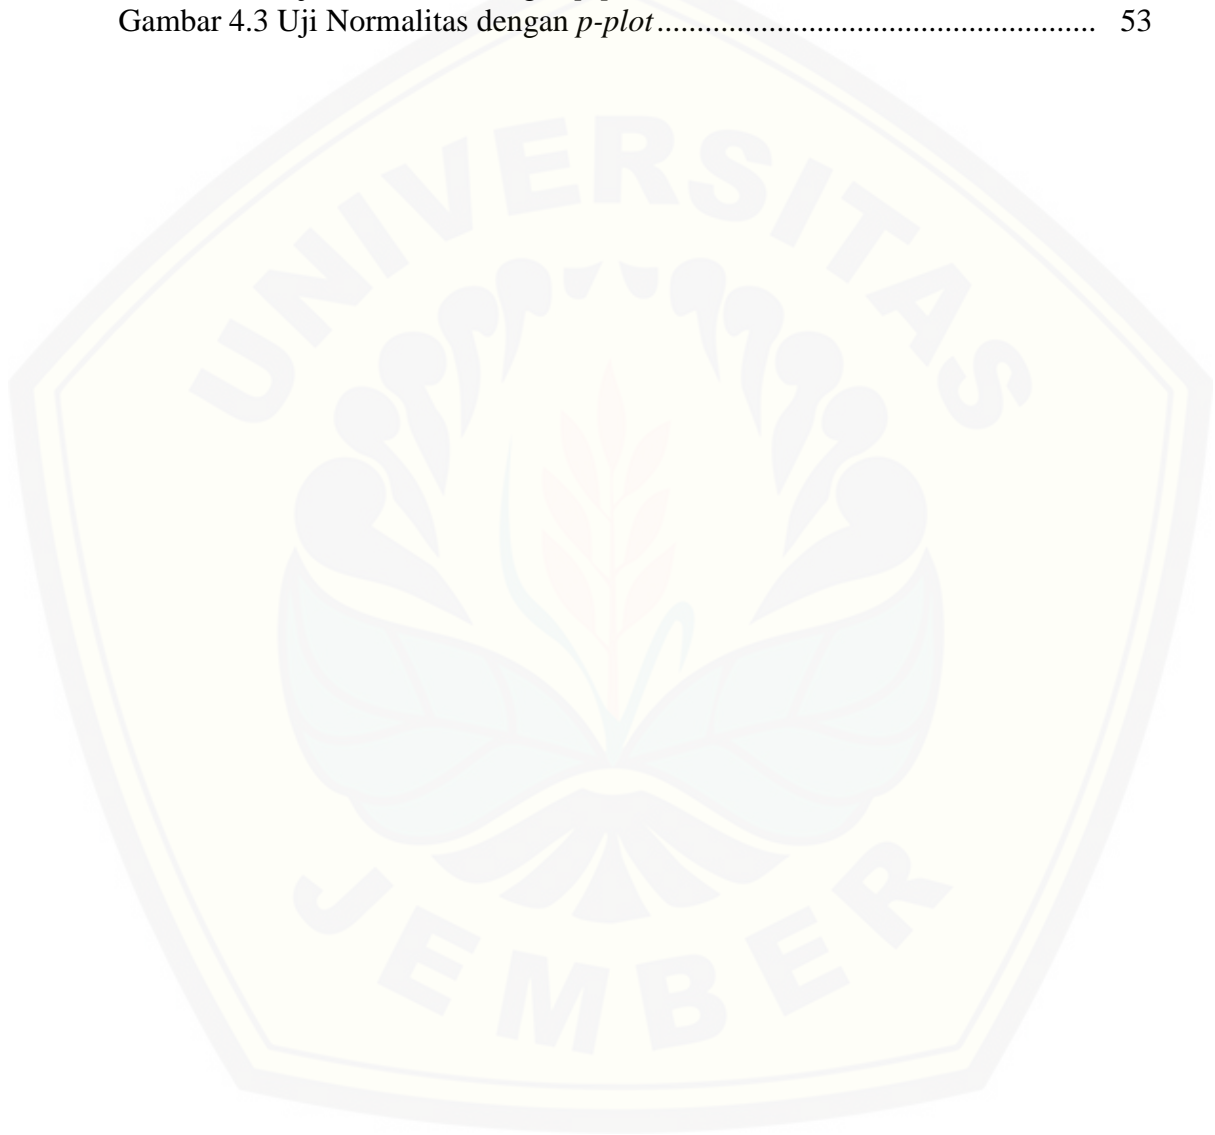 Gambar 4.3 Uji Normalitas dengan p-plot....................................................... 53
UNIVERSITAS
JEMBER